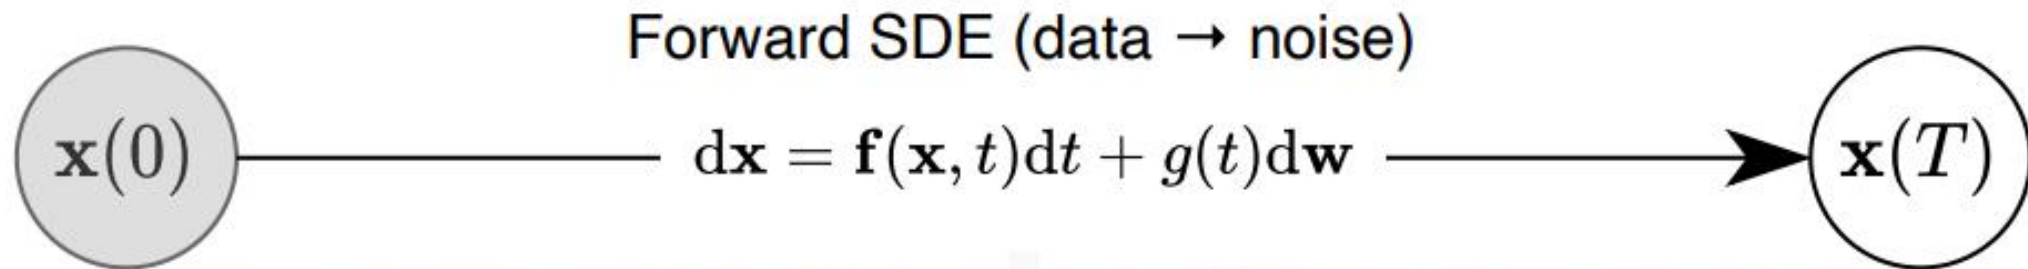 Forward SDE (data → noise)
x(0) dx = f(x, t)dt + g(t)dw x(T)